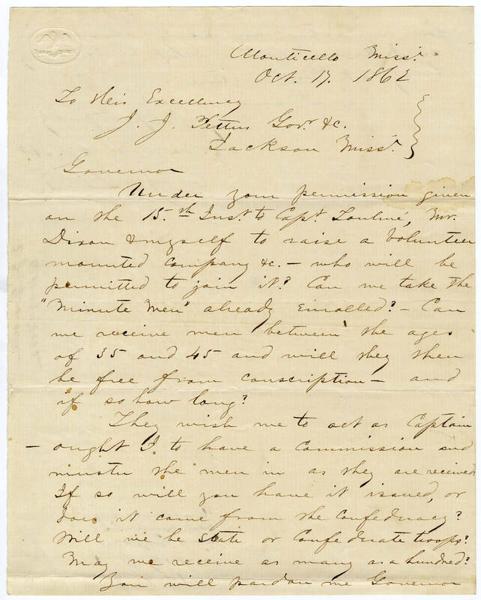 Monticello Miss.
Oct. 17. 1862
To His Excellency
J. J. Pettus Govr. &c.
Jackson Miss.
Governor
Under your permission given
on the 15.th Inst. to Capt. Mr.
Dixon & myself to raise a Volunteer
mounted Company &c. — who will be
permitted to join it? Can we take the
"Minute Men" already Enrolled? — Can
we receive men between the ages
of 35 and 45 and will they then
be free from conscription — and
if so how long?
They wish me to act as Captain
— ought I to have a Commission and
muster the men in as they are received
If so will you have it issued, or
does it come from the Confederacy?
Will we be State or Confederate troops?
May we receive as many as a hundred?
You will pardon me Governor